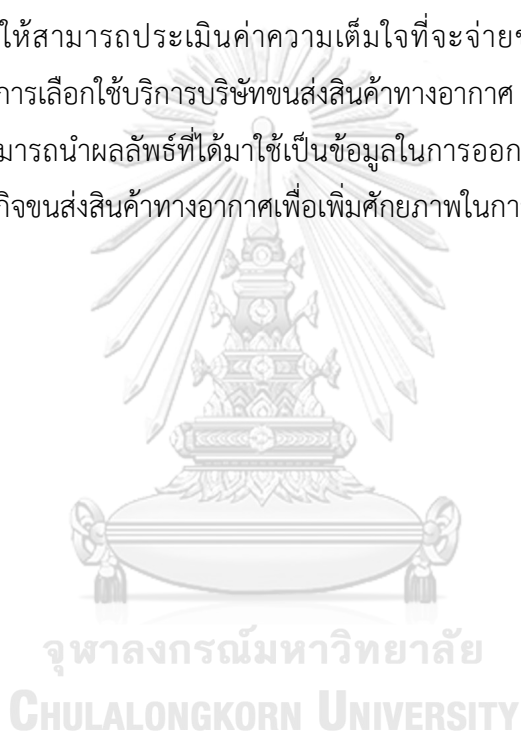 ให้สามารถประเมินค่าความเต็มใจที่จะจ่าย
การเลือกใช้บริการบริษัทขนส่งสินค้าทางอากาศ
มารถนำผลลัพธ์ที่ได้มาใช้เป็นข้อมูลในการออก
กิจขนส่งสินค้าทางอากาศเพื่อเพิ่มศักยภาพในกา
จุฬาลงกรณ์มหาวิทยาลัย
CHULALONGKORN UNIVERSITY